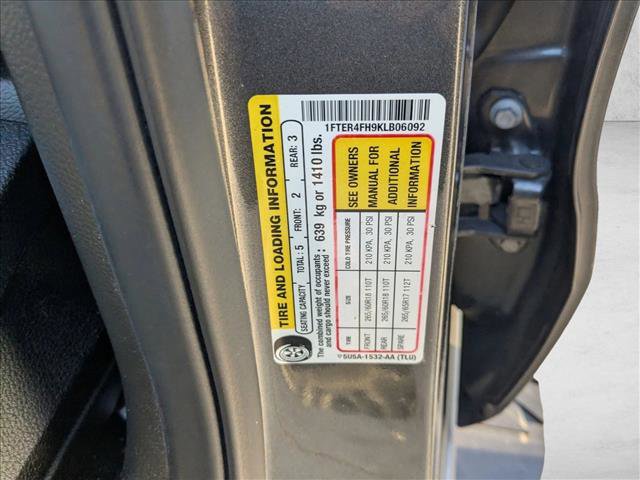 1FTER4FH9KLB06092
TIRE AND LOADING INFORMATION
SEATING CAPACITY TOTAL: 5 FRONT: 2 REAR: 3
The combined weight of occupants and cargo should never exceed : 639 kg or 1410 lbs.
TIRE SIZE COLD TIRE PRESSURE
FRONT 265/60R18 110T 210 KPA, 30 PSI
REAR 265/60R18 110T 210 KPA, 30 PSI
SPARE 265/65R17 112T 210 KPA, 30 PSI
SEE OWNERS
MANUAL FOR
ADDITIONAL
INFORMATION
5U5A-1532-AA (TLU)